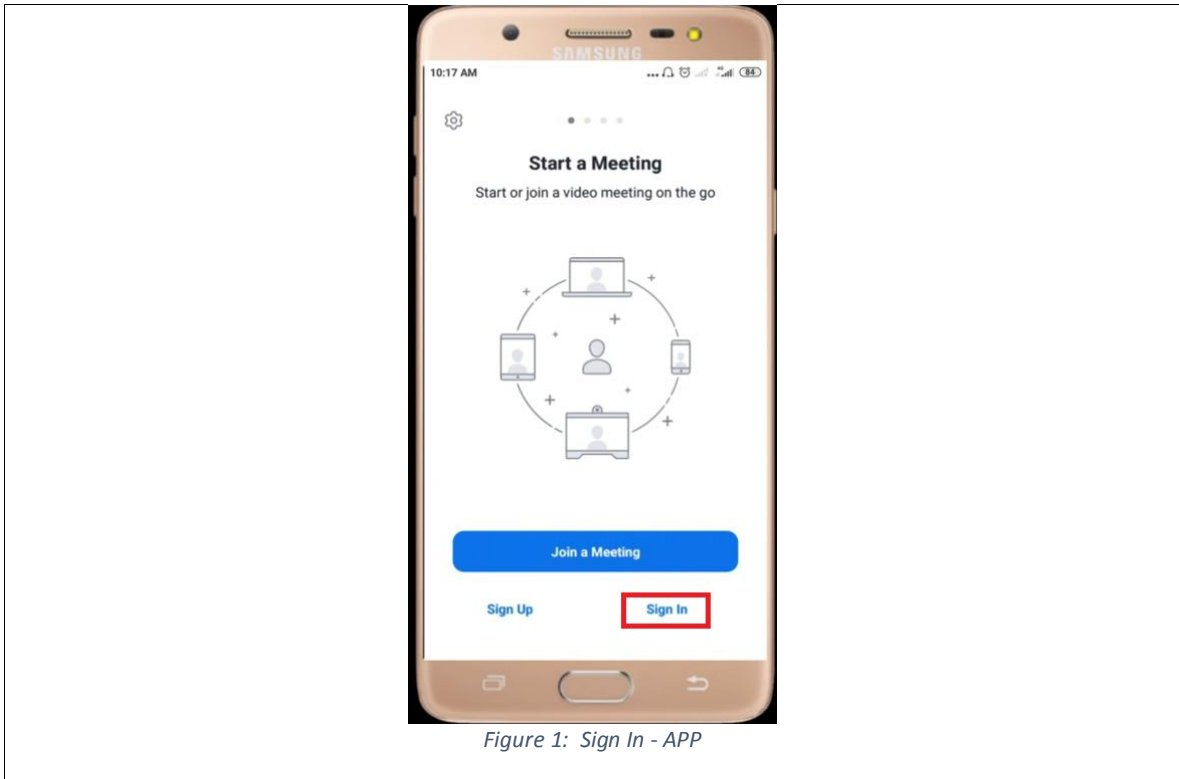 SAMSUNG
10:17 AM 4G 84
Start a Meeting
Start or join a video meeting on the go
Join a Meeting
Sign Up Sign In
Figure 1: Sign In - APP